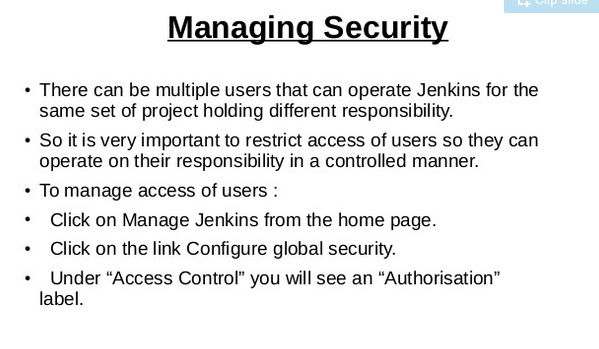 Clip slide
Managing Security
• There can be multiple users that can operate Jenkins for the
same set of project holding different responsibility.
• So it is very important to restrict access of users so they can
operate on their responsibility in a controlled manner.
• To manage access of users :
• Click on Manage Jenkins from the home page.
• Click on the link Configure global security.
• Under “Access Control” you will see an “Authorisation”
label.